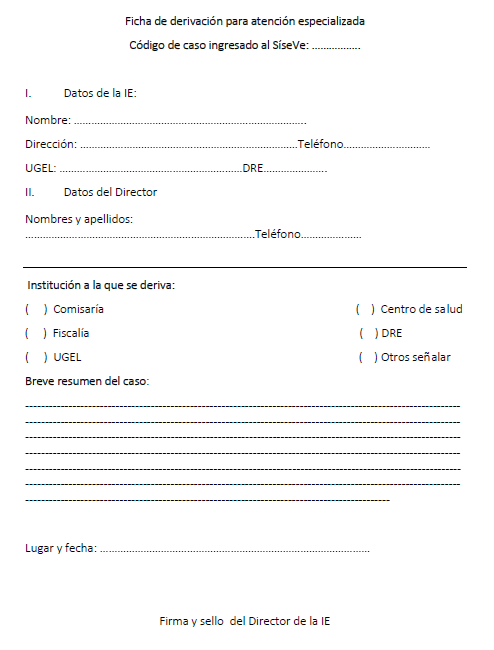 Ficha de derivación para atención especializada
Código de caso ingresado al SíseVe: .................
I. Datos de la IE:
Nombre: ................................................................................
Dirección: ...........................................................................Teléfono..............................
UGEL: ...............................................................DRE......................
II. Datos del Director
Nombres y apellidos:
...............................................................................Teléfono.....................
Institución a la que se deriva:
( ) Comisaría ( ) Centro de salud
( ) Fiscalía ( ) DRE
( ) UGEL ( ) Otros señalar
Breve resumen del caso:
Lugar y fecha: .............................................................................................
Firma y sello del Director de la IE